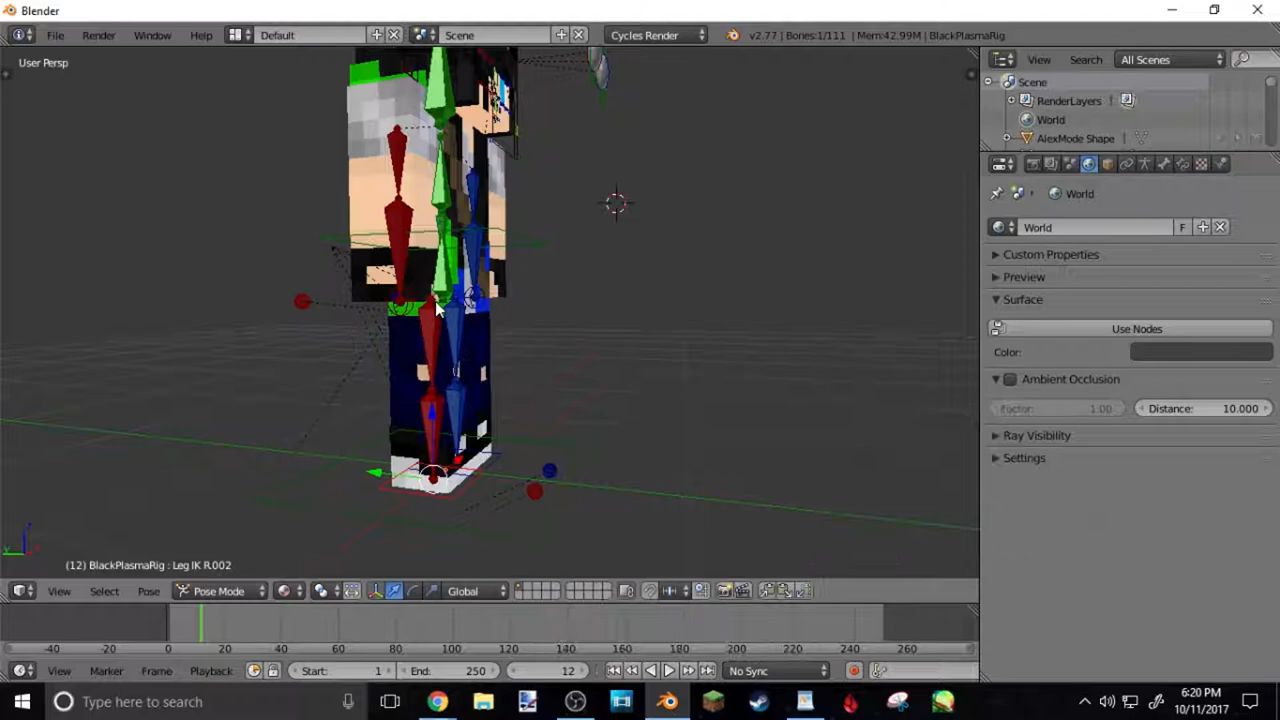 Blender
File Render Window Help Default Scene Cycles Render v2.77 | Bones:1/111 | Mem:42.99M | BlackPlasmaRig
User Persp
View Search All Scenes
Scene
RenderLayers
World
AlexMode Shape
World
World F
Custom Properties
Preview
Surface
Use Nodes
Color:
Ambient Occlusion
Factor: 1.00 Distance: 10.000
Ray Visibility
Settings
(12) BlackPlasmaRig : Leg IK R.002
View Select Pose Pose Mode Global
-40 -20 0 20 40 60 80 100 120 140 160 180 200 220 240 260
View Marker Frame Playback Start: 1 End: 250 12 No Sync
Type here to search
6:20 PM
10/11/2017